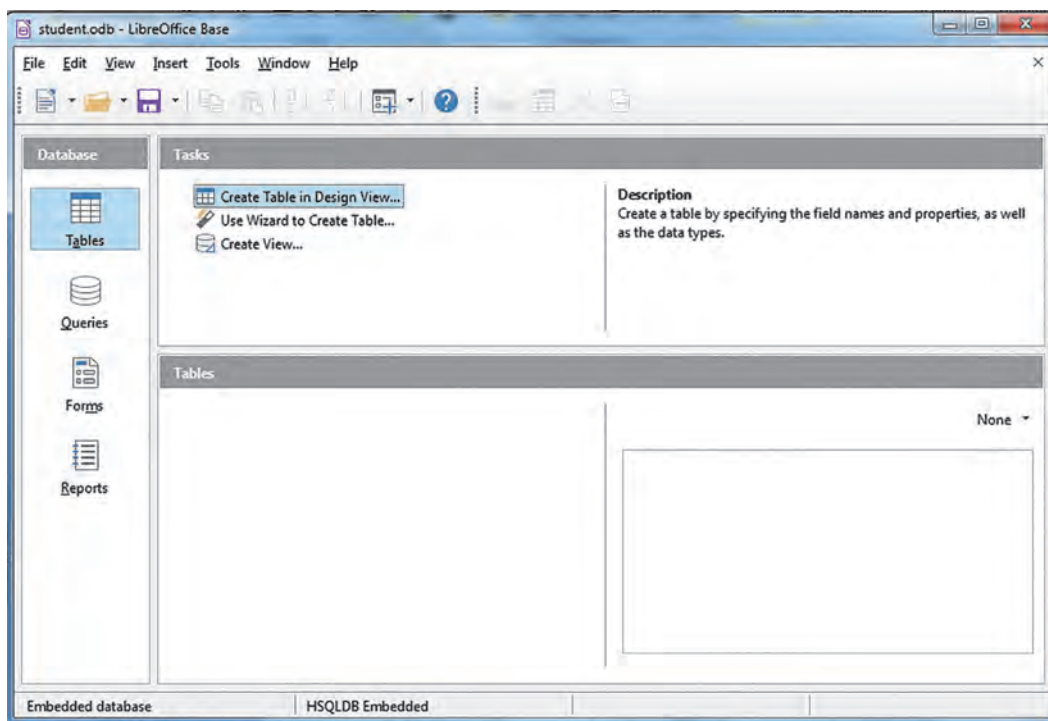 student.odb - LibreOffice Base
File Edit View Insert Tools Window Help
Database
Tables
Queries
Forms
Reports
Tasks
Create Table in Design View...
Use Wizard to Create Table...
Create View...
Description
Create a table by specifying the field names and properties, as well
as the data types.
Tables
None
Embedded database
HSQLDB Embedded